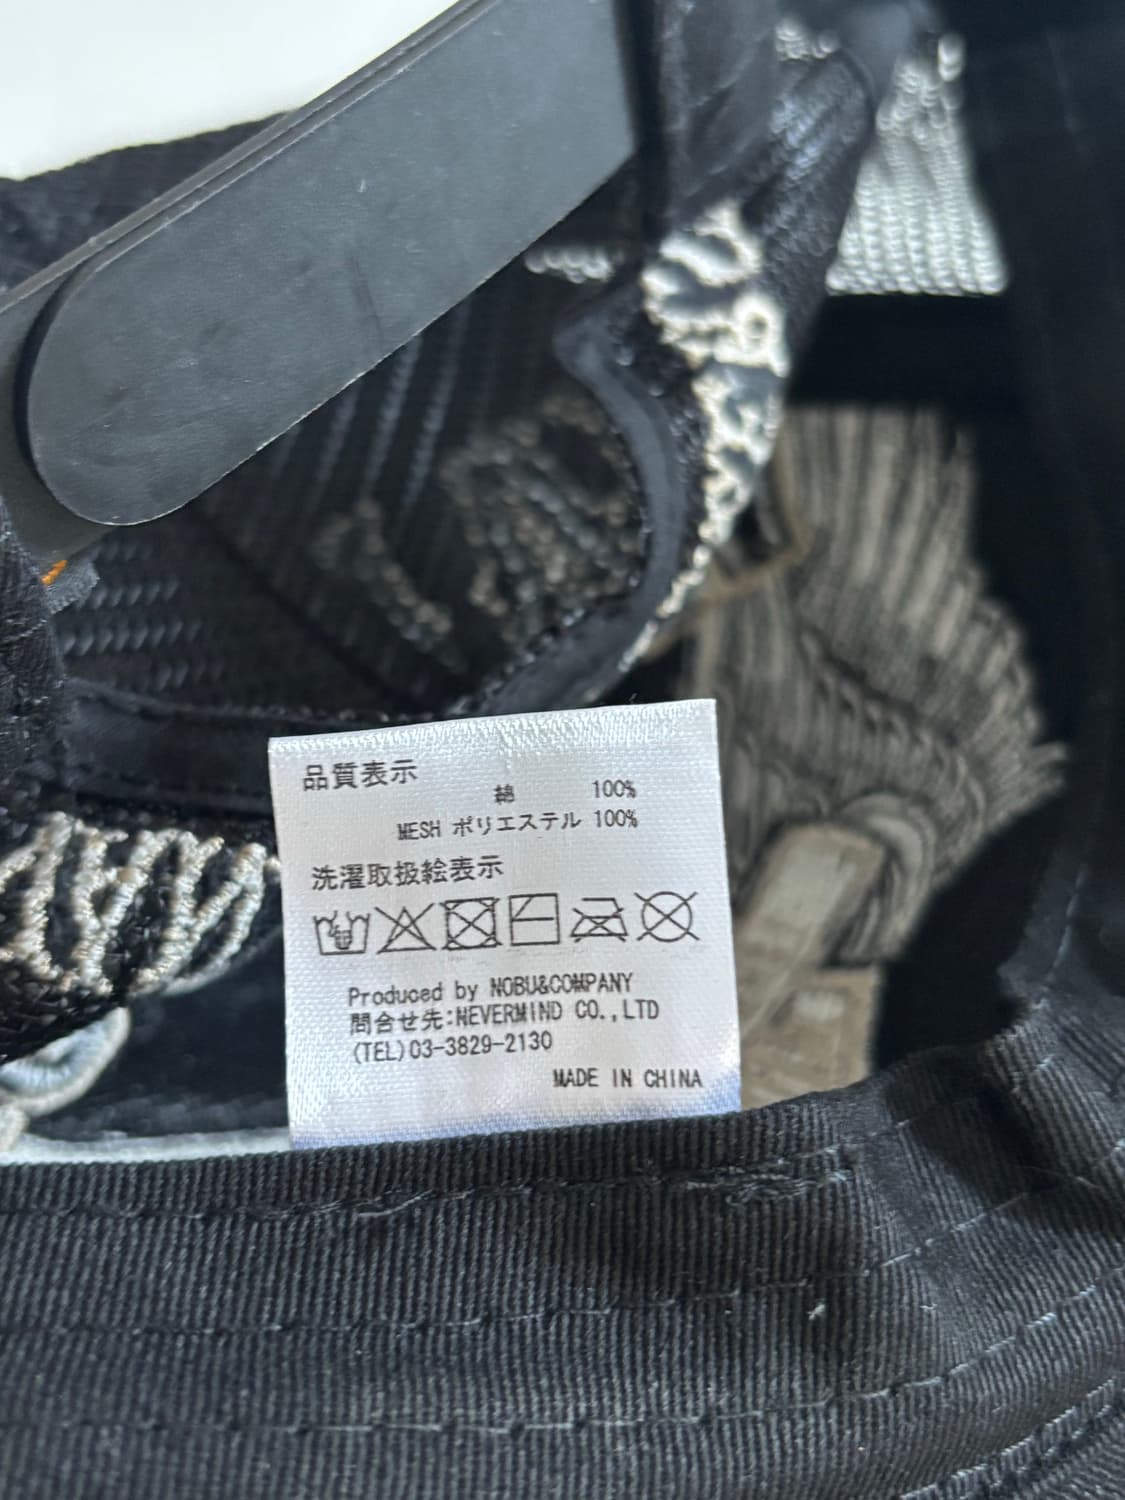 品質表示
綿 100%
MESH ポリエステル 100%
洗濯取扱絵表示
Produced by NOBU&COMPANY
問合せ先:NEVERMIND CO.,LTD
(TEL)03-3829-2130
MADE IN CHINA